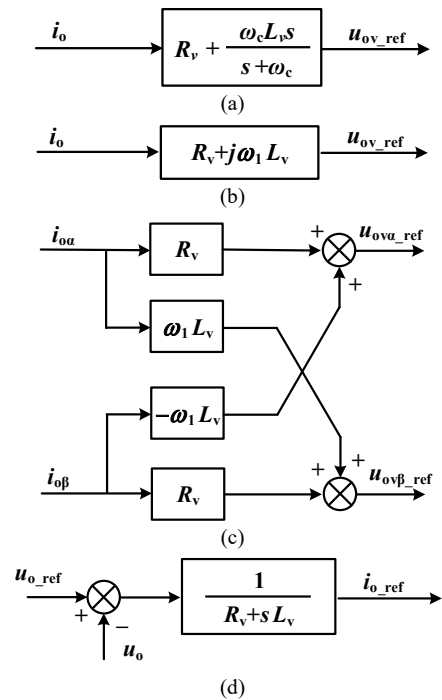 i_o R_v + ω_c L_v s / s + ω_c u_ov_ref
(a)
i_o R_v + jω_1 L_v u_ov_ref
(b)
i_oα R_v + u_ovα_ref
+
ω_1 L_v
−ω_1 L_v
+
i_oβ R_v + u_ovβ_ref
(c)
u_o_ref + − 1 / R_v + s L_v i_o_ref
u_o
(d)